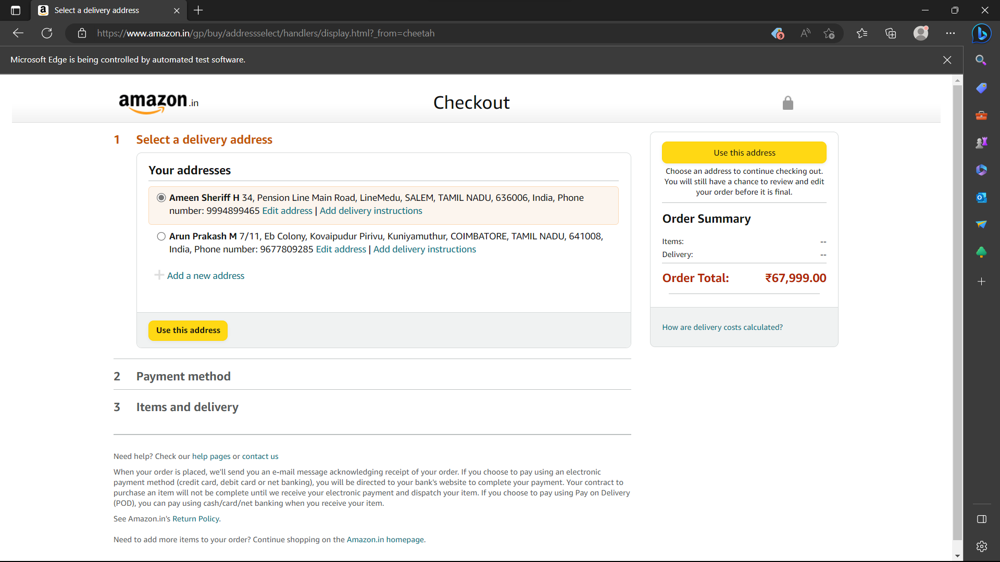 Select a delivery address
https://www.amazon.in/gp/buy/addressselect/handlers/display.html?_from=cheetah
9
Microsoft Edge is being controlled by automated test software.
amazon.in
Checkout
1 Select a delivery address
Your addresses
Ameen Sheriff H 34, Pension Line Main Road, LineMedu, SALEM, TAMIL NADU, 636006, India, Phone
number: 9994899465 Edit address | Add delivery instructions
Arun Prakash M 7/11, Eb Colony, Kovaipudur Pirivu, Kuniyamuthur, COIMBATORE, TAMIL NADU, 641008,
India, Phone number: 9677809285 Edit address | Add delivery instructions
Add a new address
Use this address
Use this address
Choose an address to continue checking out.
You will still have a chance to review and edit
your order before it is final.
Order Summary
Items: --
Delivery: --
Order Total: ₹67,999.00
How are delivery costs calculated?
2 Payment method
3 Items and delivery
Need help? Check our help pages or contact us
When your order is placed, we'll send you an e-mail message acknowledging receipt of your order. If you choose to pay using an electronic
payment method (credit card, debit card or net banking), you will be directed to your bank's website to complete your payment. Your contract to
purchase an item will not be complete until we receive your electronic payment and dispatch your item. If you choose to pay using Pay on Delivery
(POD), you can pay using cash/card/net banking when you receive your item.
See Amazon.in's Return Policy.
Need to add more items to your order? Continue shopping on the Amazon.in homepage.